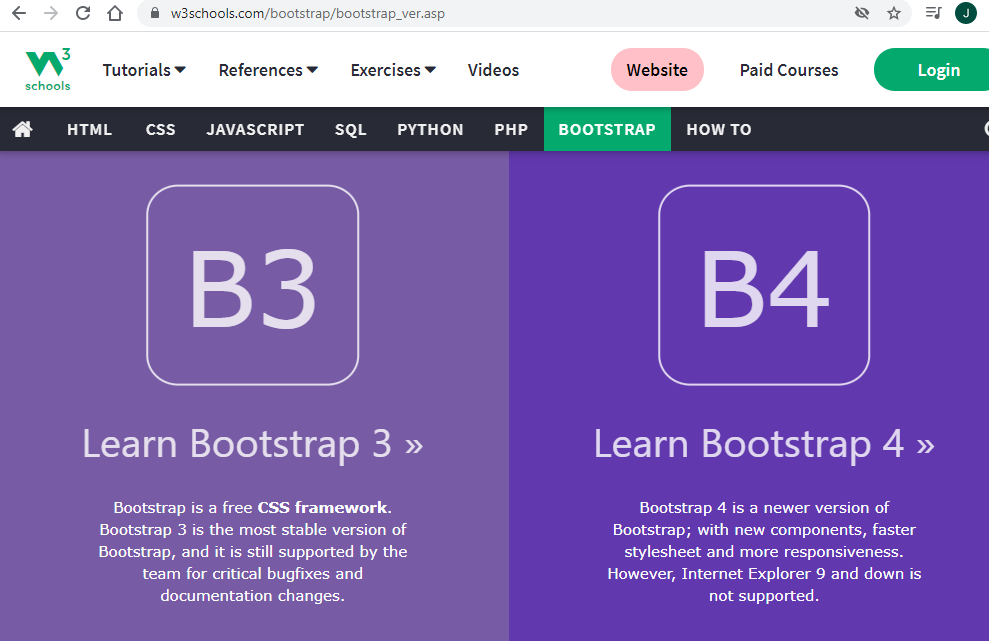 w3schools.com/bootstrap/bootstrap_ver.asp
J
3
schools
Tutorials References Exercises Videos Website Paid Courses Login
HTML CSS JAVASCRIPT SQL PYTHON PHP BOOTSTRAP HOW TO
B3
Learn Bootstrap 3 »
Bootstrap is a free CSS framework.
Bootstrap 3 is the most stable version of
Bootstrap, and it is still supported by the
team for critical bugfixes and
documentation changes.
B4
Learn Bootstrap 4 »
Bootstrap 4 is a newer version of
Bootstrap; with new components, faster
stylesheet and more responsiveness.
However, Internet Explorer 9 and down is
not supported.